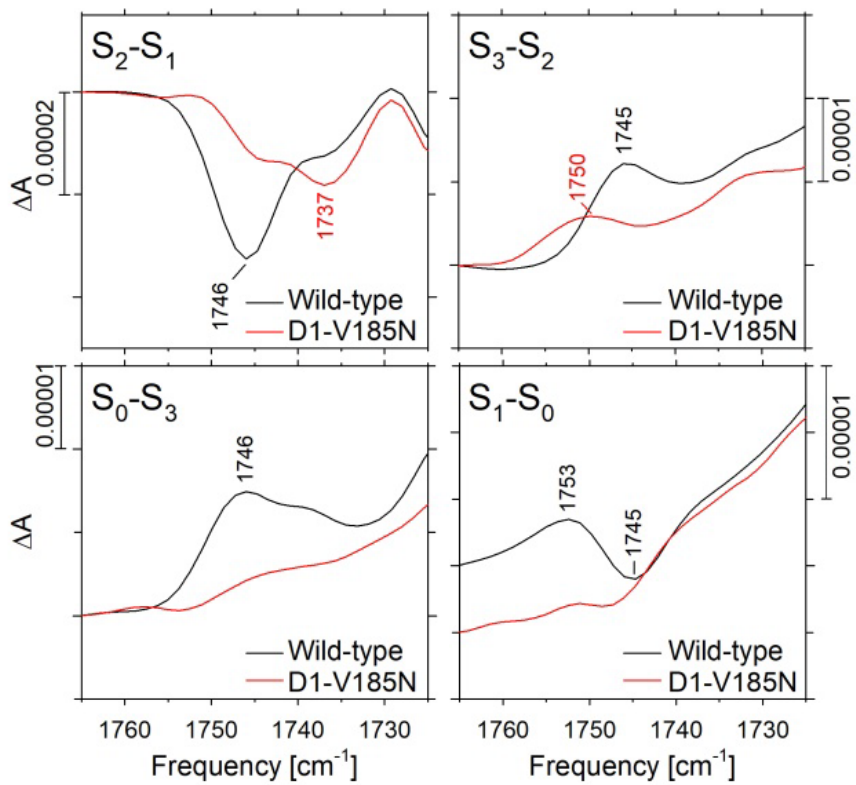 S2-S1
ΔA
0.00002
1746
1737
Wild-type
D1-V185N
S3-S2
1750
1745
0.00001
Wild-type
D1-V185N
S0-S3
0.00001
ΔA
1746
Wild-type
D1-V185N
1760 1750 1740 1730
Frequency [cm-1]
S1-S0
1753
1745
0.00001
Wild-type
D1-V185N
1760 1750 1740 1730
Frequency [cm-1]